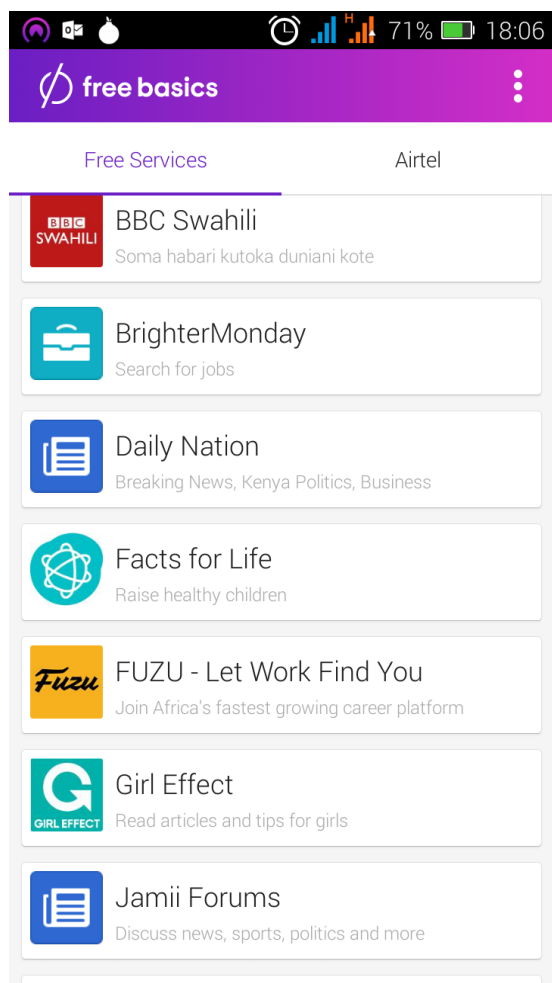 H 71% 18:06
free basics
Free Services Airtel
BBC SWAHILI
BBC Swahili
Soma habari kutoka duniani kote
BrighterMonday
Search for jobs
Daily Nation
Breaking News, Kenya Politics, Business
Facts for Life
Raise healthy children
Fuzu
FUZU - Let Work Find You
Join Africa's fastest growing career platform
GIRL EFFECT
Girl Effect
Read articles and tips for girls
Jamii Forums
Discuss news, sports, politics and more